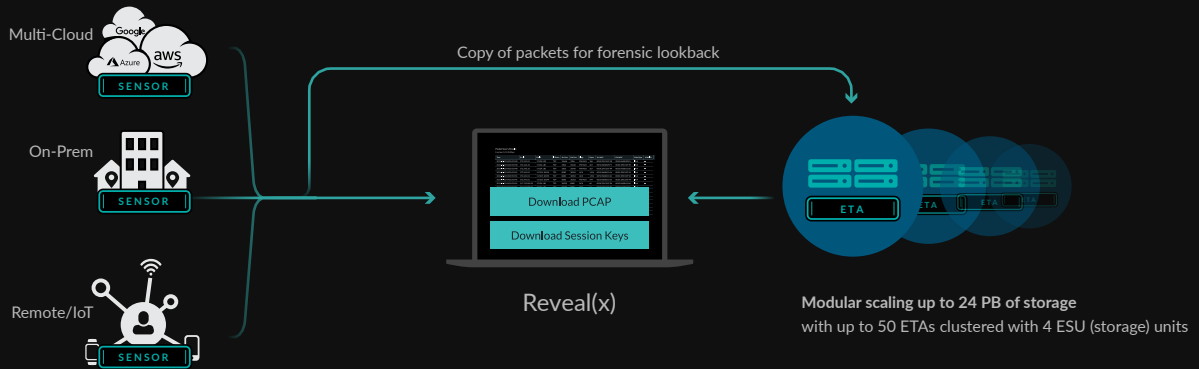 Multi-Cloud
Google
Azure
aws
SENSOR
On-Prem
SENSOR
Remote/IoT
SENSOR
Copy of packets for forensic lookback
Download PCAP
Download Session Keys
Reveal(x)
ETA
ETA
ETA
ETA
Modular scaling up to 24 PB of storage
with up to 50 ETAs clustered with 4 ESU (storage) units